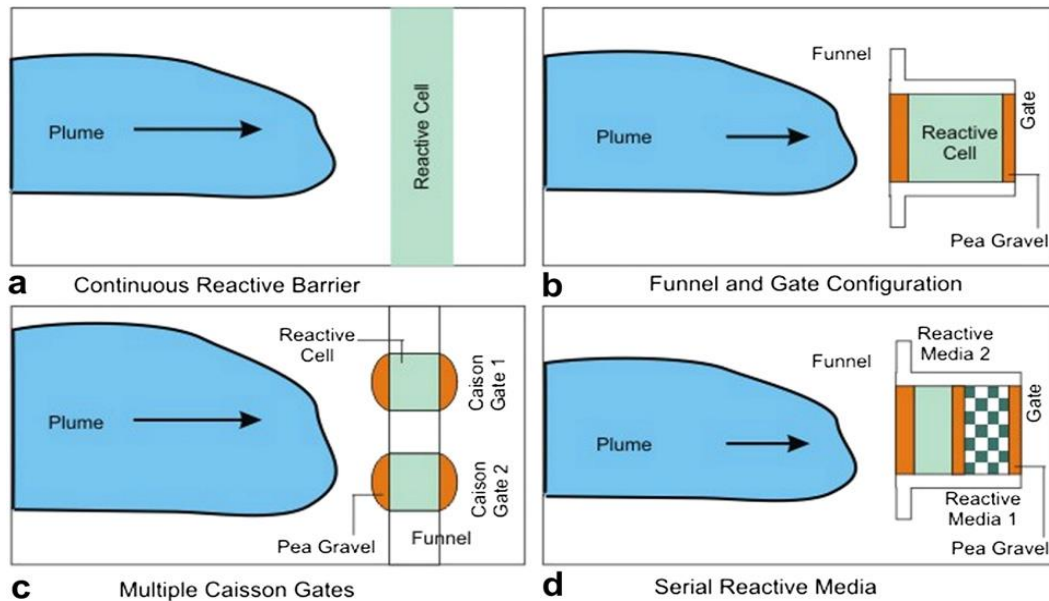 Plume
Reactive Cell
a
Continuous Reactive Barrier
Funnel
Plume
Reactive
Cell
Gate
Pea Gravel
b
Funnel and Gate Configuration
Reactive
Cell
Plume
Caison
Gate 1
Caison
Gate 2
Pea Gravel
Funnel
c
Multiple Caisson Gates
Reactive
Media 2
Funnel
Plume
Gate
Reactive
Media 1
Pea Gravel
d
Serial Reactive Media